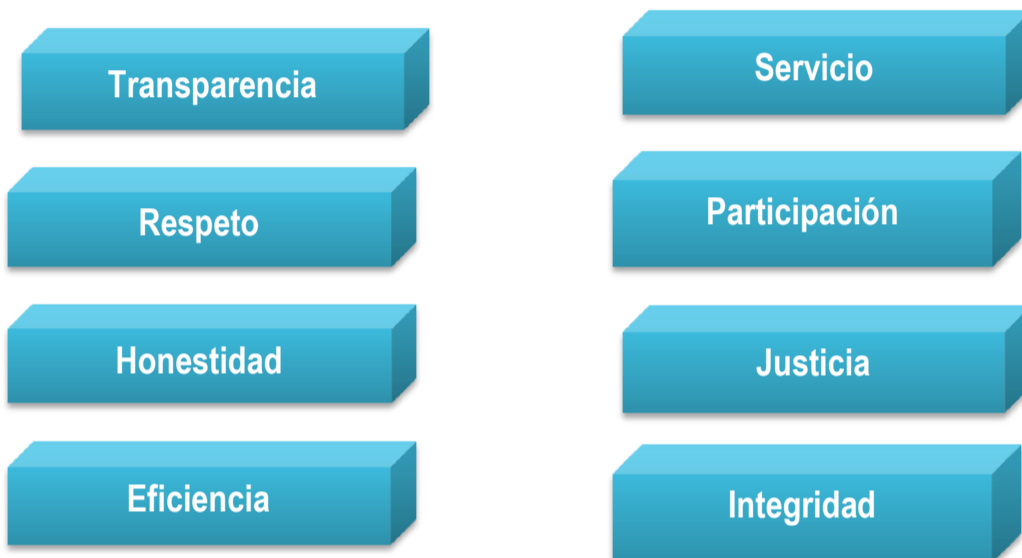 Transparencia
Respeto
Honestidad
Eficiencia
Servicio
Participación
Justicia
Integridad